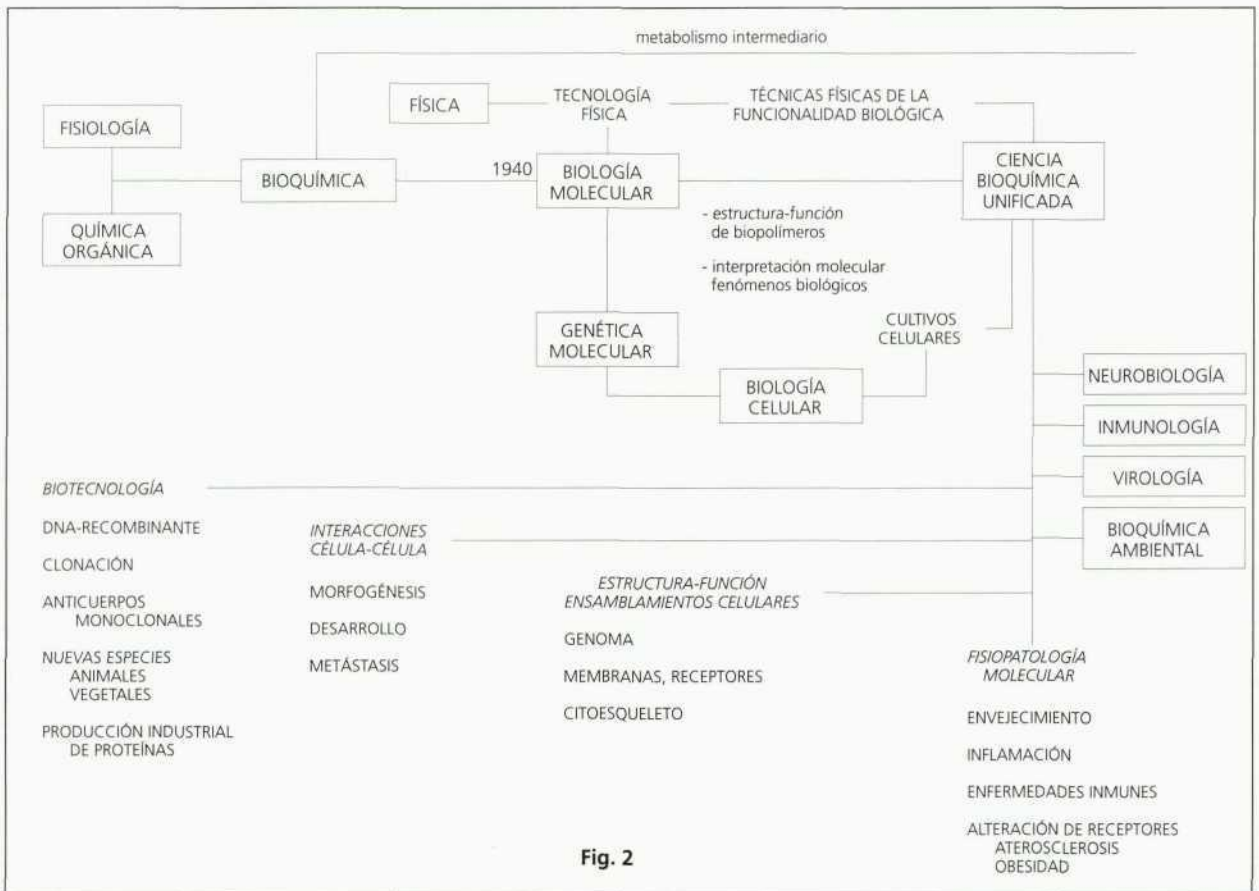 metabolismo intermediario
FÍSICA
TECNOLOGÍA
FÍSICA
TÉCNICAS FÍSICAS DE LA
FUNCIONALIDAD BIOLÓGICA
FISIOLOGÍA
BIOQUÍMICA
QUÍMICA
ORGÁNICA
1940
BIOLOGÍA
MOLECULAR
CIENCIA
BIOQUÍMICA
UNIFICADA
- estructura-función
de biopolímeros
- interpretación molecular
fenómenos biológicos
GENÉTICA
MOLECULAR
CULTIVOS
CELULARES
BIOLOGÍA
CELULAR
NEUROBIOLOGÍA
INMUNOLOGÍA
VIROLOGÍA
BIOQUÍMICA
AMBIENTAL
BIOTECNOLOGÍA
DNA-RECOMBINANTE
CLONACIÓN
ANTICUERPOS
MONOCLONALES
NUEVAS ESPECIES
ANIMALES
VEGETALES
PRODUCCIÓN INDUSTRIAL
DE PROTEÍNAS
INTERACCIONES
CÉLULA-CÉLULA
MORFOGÉNESIS
DESARROLLO
METÁSTASIS
ESTRUCTURA-FUNCIÓN
ENSAMBLAMIENTOS CELULARES
GENOMA
MEMBRANAS, RECEPTORES
CITOESQUELETO
FISIOPATOLOGÍA
MOLECULAR
ENVEJECIMIENTO
INFLAMACIÓN
ENFERMEDADES INMUNES
ALTERACIÓN DE RECEPTORES
ATEROSCLEROSIS
OBESIDAD
Fig. 2